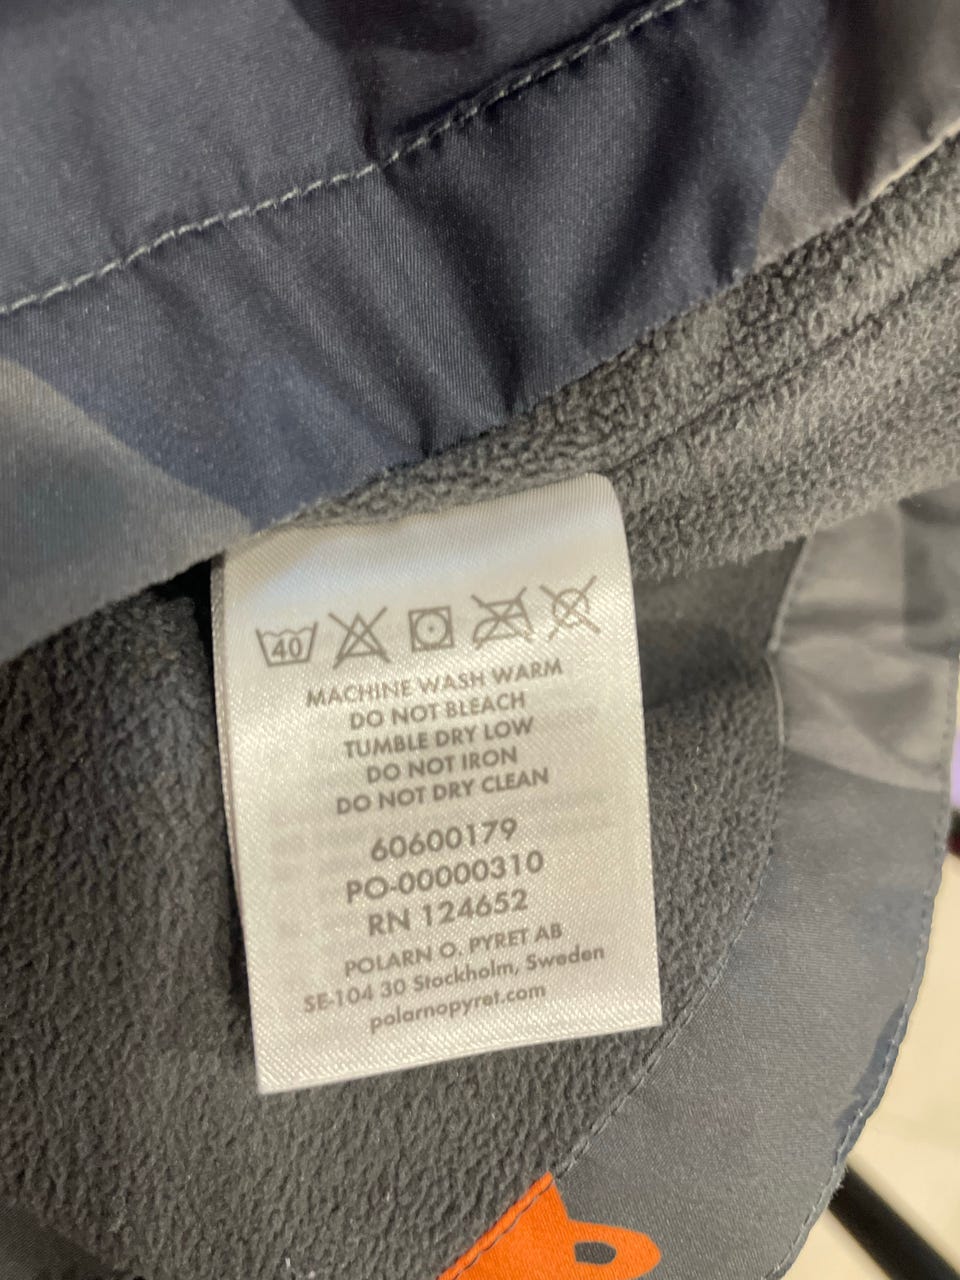 40
MACHINE WASH WARM
DO NOT BLEACH
TUMBLE DRY LOW
DO NOT IRON
DO NOT DRY CLEAN
60600179
PO-00000310
RN 124652
POLARN O. PYRET AB
SE-104 30 Stockholm, Sweden
polarnopyret.com